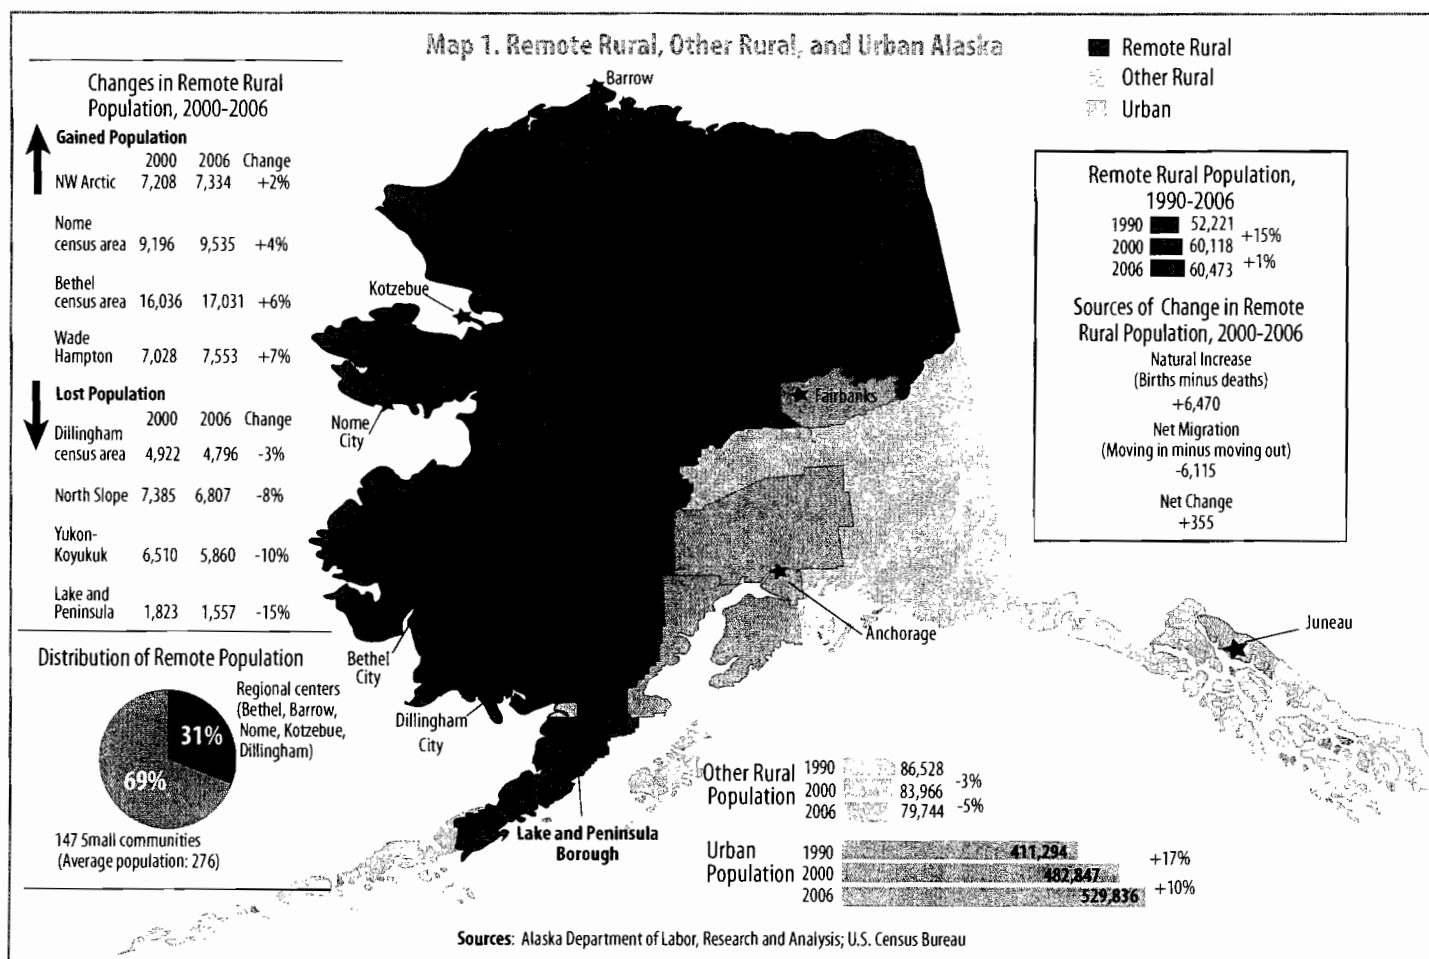 Map 1. Remote Rural, Other Rural, and Urban Alaska
Remote Rural
Other Rural
Urban
Changes in Remote Rural
Population, 2000-2006
Gained Population
2000 2006 Change
NW Arctic 7,208 7,334 +2%
Nome
census area 9,196 9,535 +4%
Bethel
census area 16,036 17,031 +6%
Wade
Hampton 7,028 7,553 +7%
Lost Population
2000 2006 Change
Dillingham
census area 4,922 4,796 -3%
North Slope 7,385 6,807 -8%
Yukon-
Koyukuk 6,510 5,860 -10%
Lake and
Peninsula 1,823 1,557 -15%
Distribution of Remote Population
Regional centers
(Bethel, Barrow,
Nome, Kotzebue,
Dillingham)
31%
69%
147 Small communities
(Average population: 276)
Barrow
Kotzebue
Nome
City
Fairbanks
Bethel
City
Dillingham
City
Anchorage
Juneau
Lake and Peninsula
Borough
Remote Rural Population,
1990-2006
1990 52,221
+15%
2000 60,118
+1%
2006 60,473
Sources of Change in Remote
Rural Population, 2000-2006
Natural Increase
(Births minus deaths)
+6,470
Net Migration
(Moving in minus moving out)
-6,115
Net Change
+355
Other Rural
Population
1990 86,528
-3%
2000 83,966
-5%
2006 79,744
Urban
Population
1990 411,294
+17%
2000 482,847
+10%
2006 529,836
Sources: Alaska Department of Labor, Research and Analysis; U.S. Census Bureau